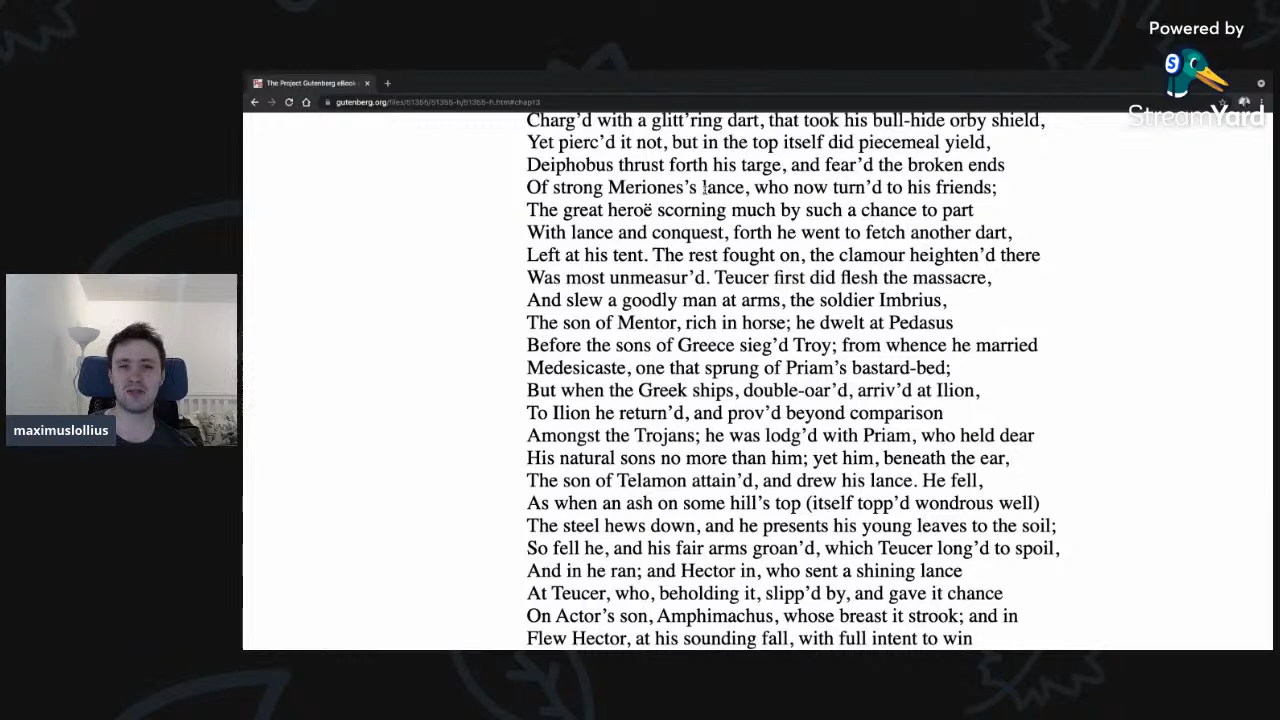 Powered by
StreamYard
The Project Gutenberg eBook
gutenberg.org/files/51355/51355-h/51355-h.htm#chap13
Charg’d with a glitt’ring dart, that took his bull-hide orby shield,
Yet pierc’d it not, but in the top itself did piecemeal yield,
Deiphobus thrust forth his targe, and fear’d the broken ends
Of strong Meriones’s lance, who now turn’d to his friends;
The great heroë scorning much by such a chance to part
With lance and conquest, forth he went to fetch another dart,
Left at his tent. The rest fought on, the clamour heighten’d there
Was most unmeasur’d. Teucer first did flesh the massacre,
And slew a goodly man at arms, the soldier Imbrius,
The son of Mentor, rich in horse; he dwelt at Pedasus
Before the sons of Greece sieg’d Troy; from whence he married
Medesicaste, one that sprung of Priam’s bastard-bed;
But when the Greek ships, double-oar’d, arriv’d at Ilion,
To Ilion he return’d, and prov’d beyond comparison
Amongst the Trojans; he was lodg’d with Priam, who held dear
His natural sons no more than him; yet him, beneath the ear,
The son of Telamon attain’d, and drew his lance. He fell,
As when an ash on some hill’s top (itself topp’d wondrous well)
The steel hews down, and he presents his young leaves to the soil;
So fell he, and his fair arms groan’d, which Teucer long’d to spoil,
And in he ran; and Hector in, who sent a shining lance
At Teucer, who, beholding it, slipp’d by, and gave it chance
On Actor’s son, Amphimachus, whose breast it strook; and in
Flew Hector, at his sounding fall, with full intent to win
maximuslollius